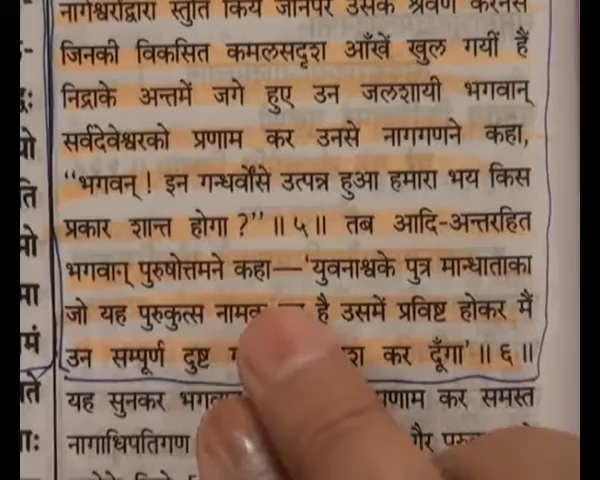 नागेश्वरोंद्वारा स्तुति किये जानेपर उसके श्रवण करनेसे
जिनकी विकसित कमलसदृश आँखें खुल गयीं हैं
निद्राके अन्तमें जगे हुए उन जलशायी भगवान्
सर्वदेवेश्वरको प्रणाम कर उनसे नागगणने कहा,
‘‘भगवन् ! इन गन्धर्वोंसे उत्पन्न हुआ हमारा भय किस
प्रकार शान्त होगा ?’’ ॥ ५ ॥ तब आदि-अन्तरहित
भगवान् पुरुषोत्तमने कहा—‘युवनाश्वके पुत्र मान्धाताका
जो यह पुरुकुत्स नामक है उसमें प्रविष्ट होकर मैं
उन सम्पूर्ण दुष्ट कर दूँगा’ ॥ ६ ॥
यह सुनकर कर समस्त
नागाधिपतिगण